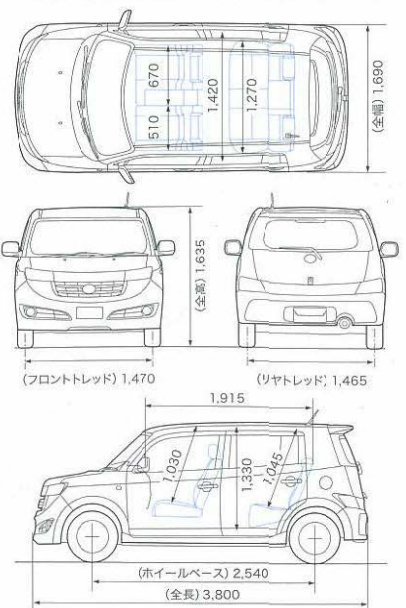 670
510
1,420
1,270
(全幅) 1,690
(全高) 1,635
(フロントトレッド) 1,470
(リヤトレッド) 1,465
1,915
1,030
1,330
1,045
(ホイールベース) 2,540
(全長) 3,800